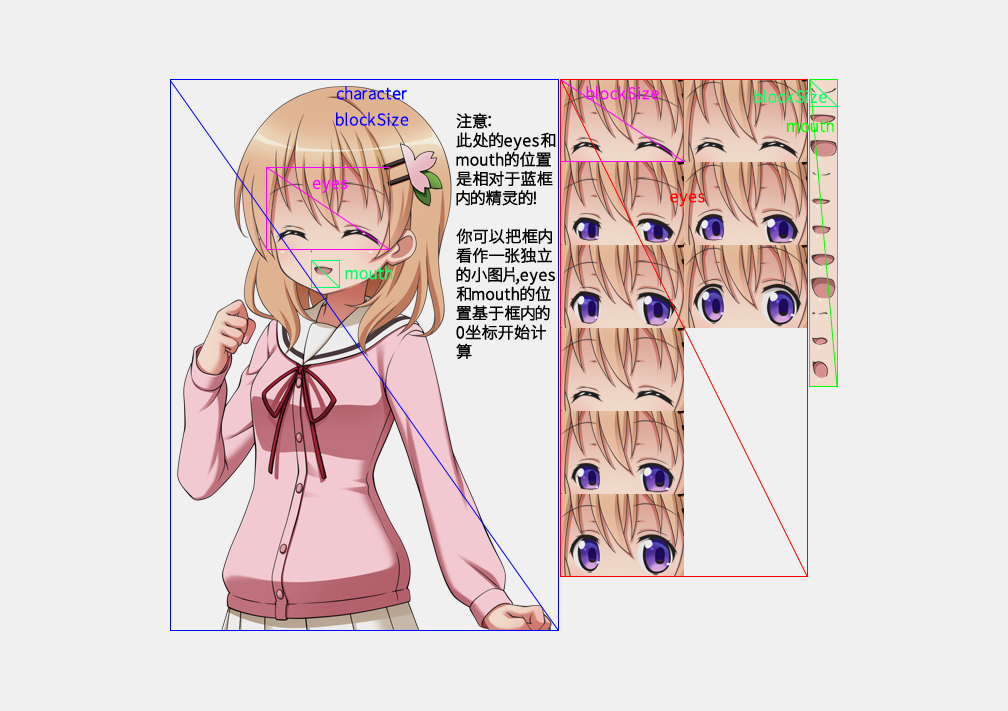 character
blockSize
eyes
mouth
注意:
此处的eyes和
mouth的位置
是相对于蓝框
内的精灵的!
你可以把框内
看作一张独立
的小图片,eyes
和mouth的位
置基于框内的
0坐标开始计
算
blockSize
eyes
blockSize
mouth